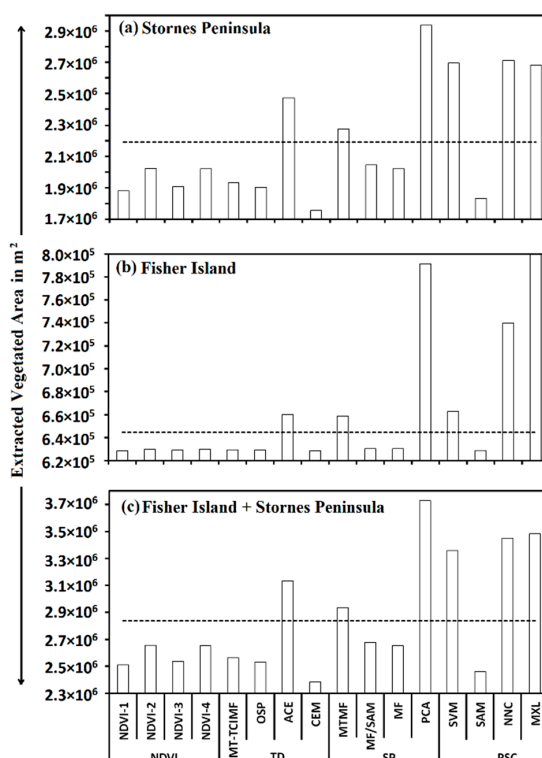 (a) Stornes Peninsula
2.9×10⁶
2.7×10⁶
2.5×10⁶
2.3×10⁶
2.1×10⁶
1.9×10⁶
1.7×10⁶
(b) Fisher Island
8.0×10⁵
7.8×10⁵
7.6×10⁵
7.4×10⁵
7.2×10⁵
7.0×10⁵
6.8×10⁵
6.6×10⁵
6.4×10⁵
6.2×10⁵
(c) Fisher Island + Stornes Peninsula
3.7×10⁶
3.5×10⁶
3.3×10⁶
3.1×10⁶
2.9×10⁶
2.7×10⁶
2.5×10⁶
2.3×10⁶
Extracted Vegetated Area in m²
NDVI-1
NDVI-2
NDVI-3
NDVI-4
MT-TCIMF
OSP
ACE
CEM
MTMF
MF/SAM
MF
PCA
SVM
SAM
NNC
MXL
NDVI
TD
SP
PSC